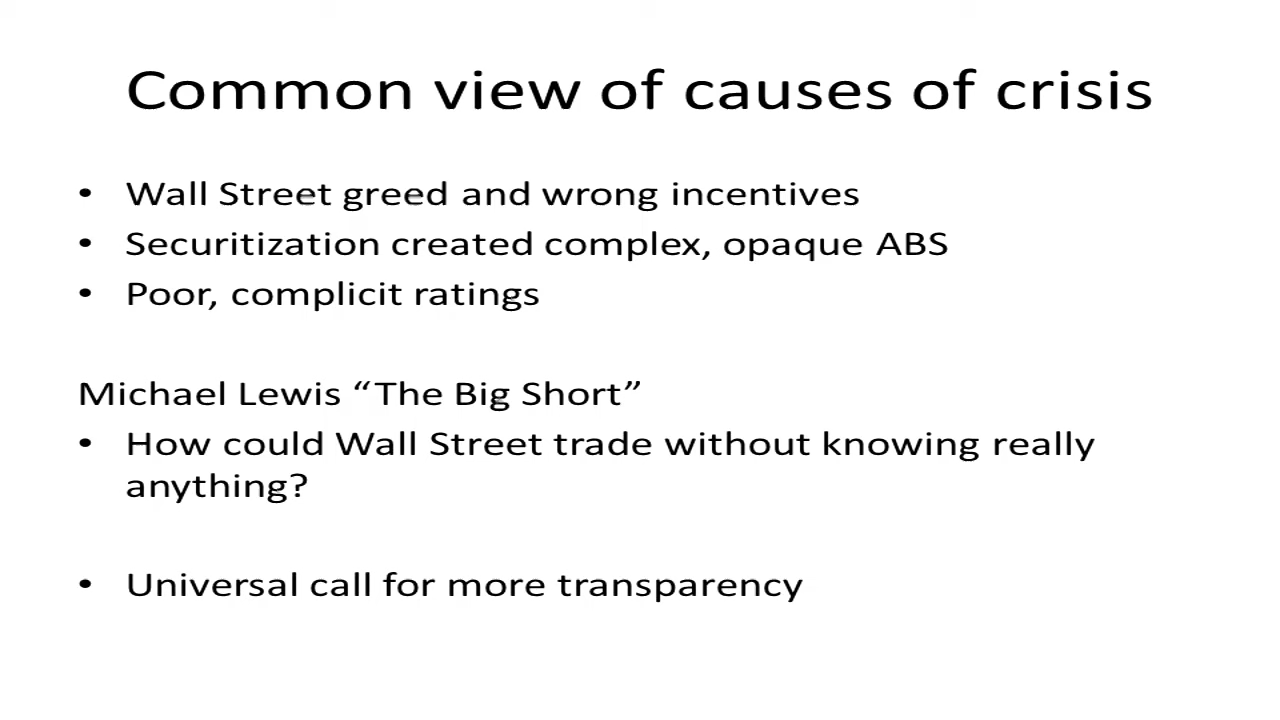 Common view of causes of crisis
• Wall Street greed and wrong incentives
• Securitization created complex, opaque ABS
• Poor, complicit ratings
Michael Lewis “The Big Short”
• How could Wall Street trade without knowing really
anything?
• Universal call for more transparency